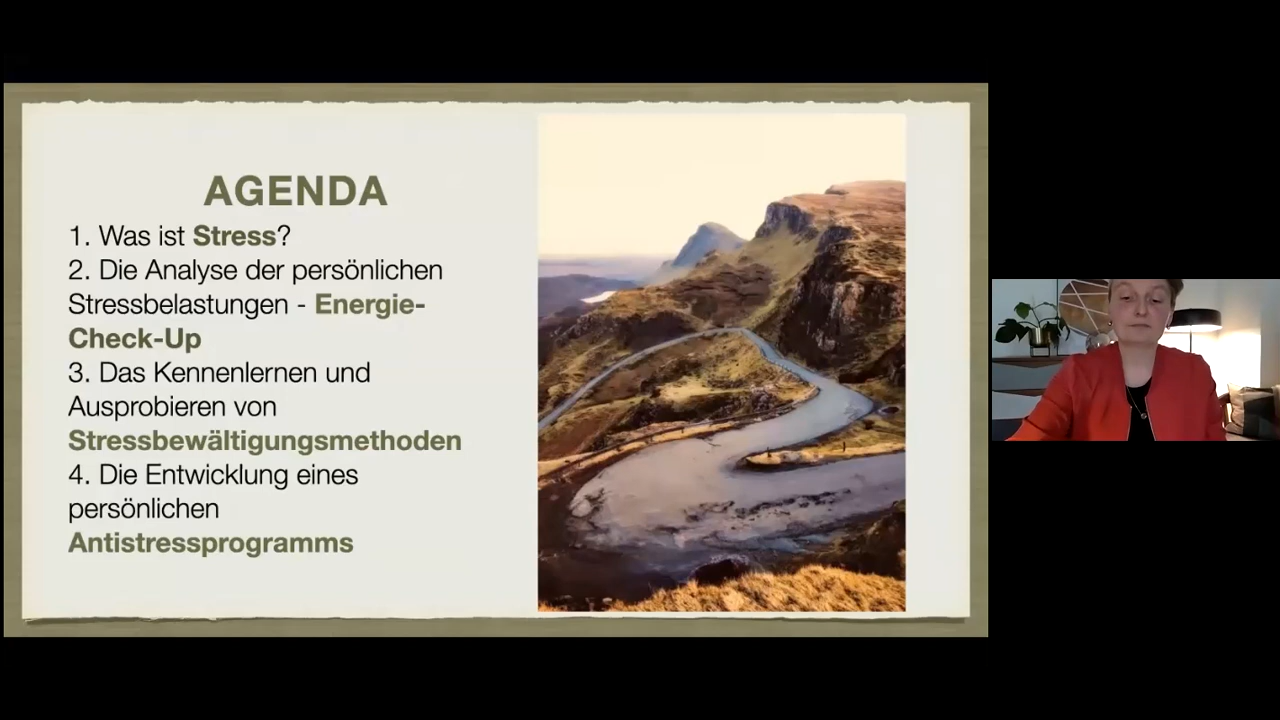 AGENDA
1. Was ist Stress?
2. Die Analyse der persönlichen
Stressbelastungen - Energie-
Check-Up
3. Das Kennenlernen und
Ausprobieren von
Stressbewältigungsmethoden
4. Die Entwicklung eines
persönlichen
Antistressprogramms